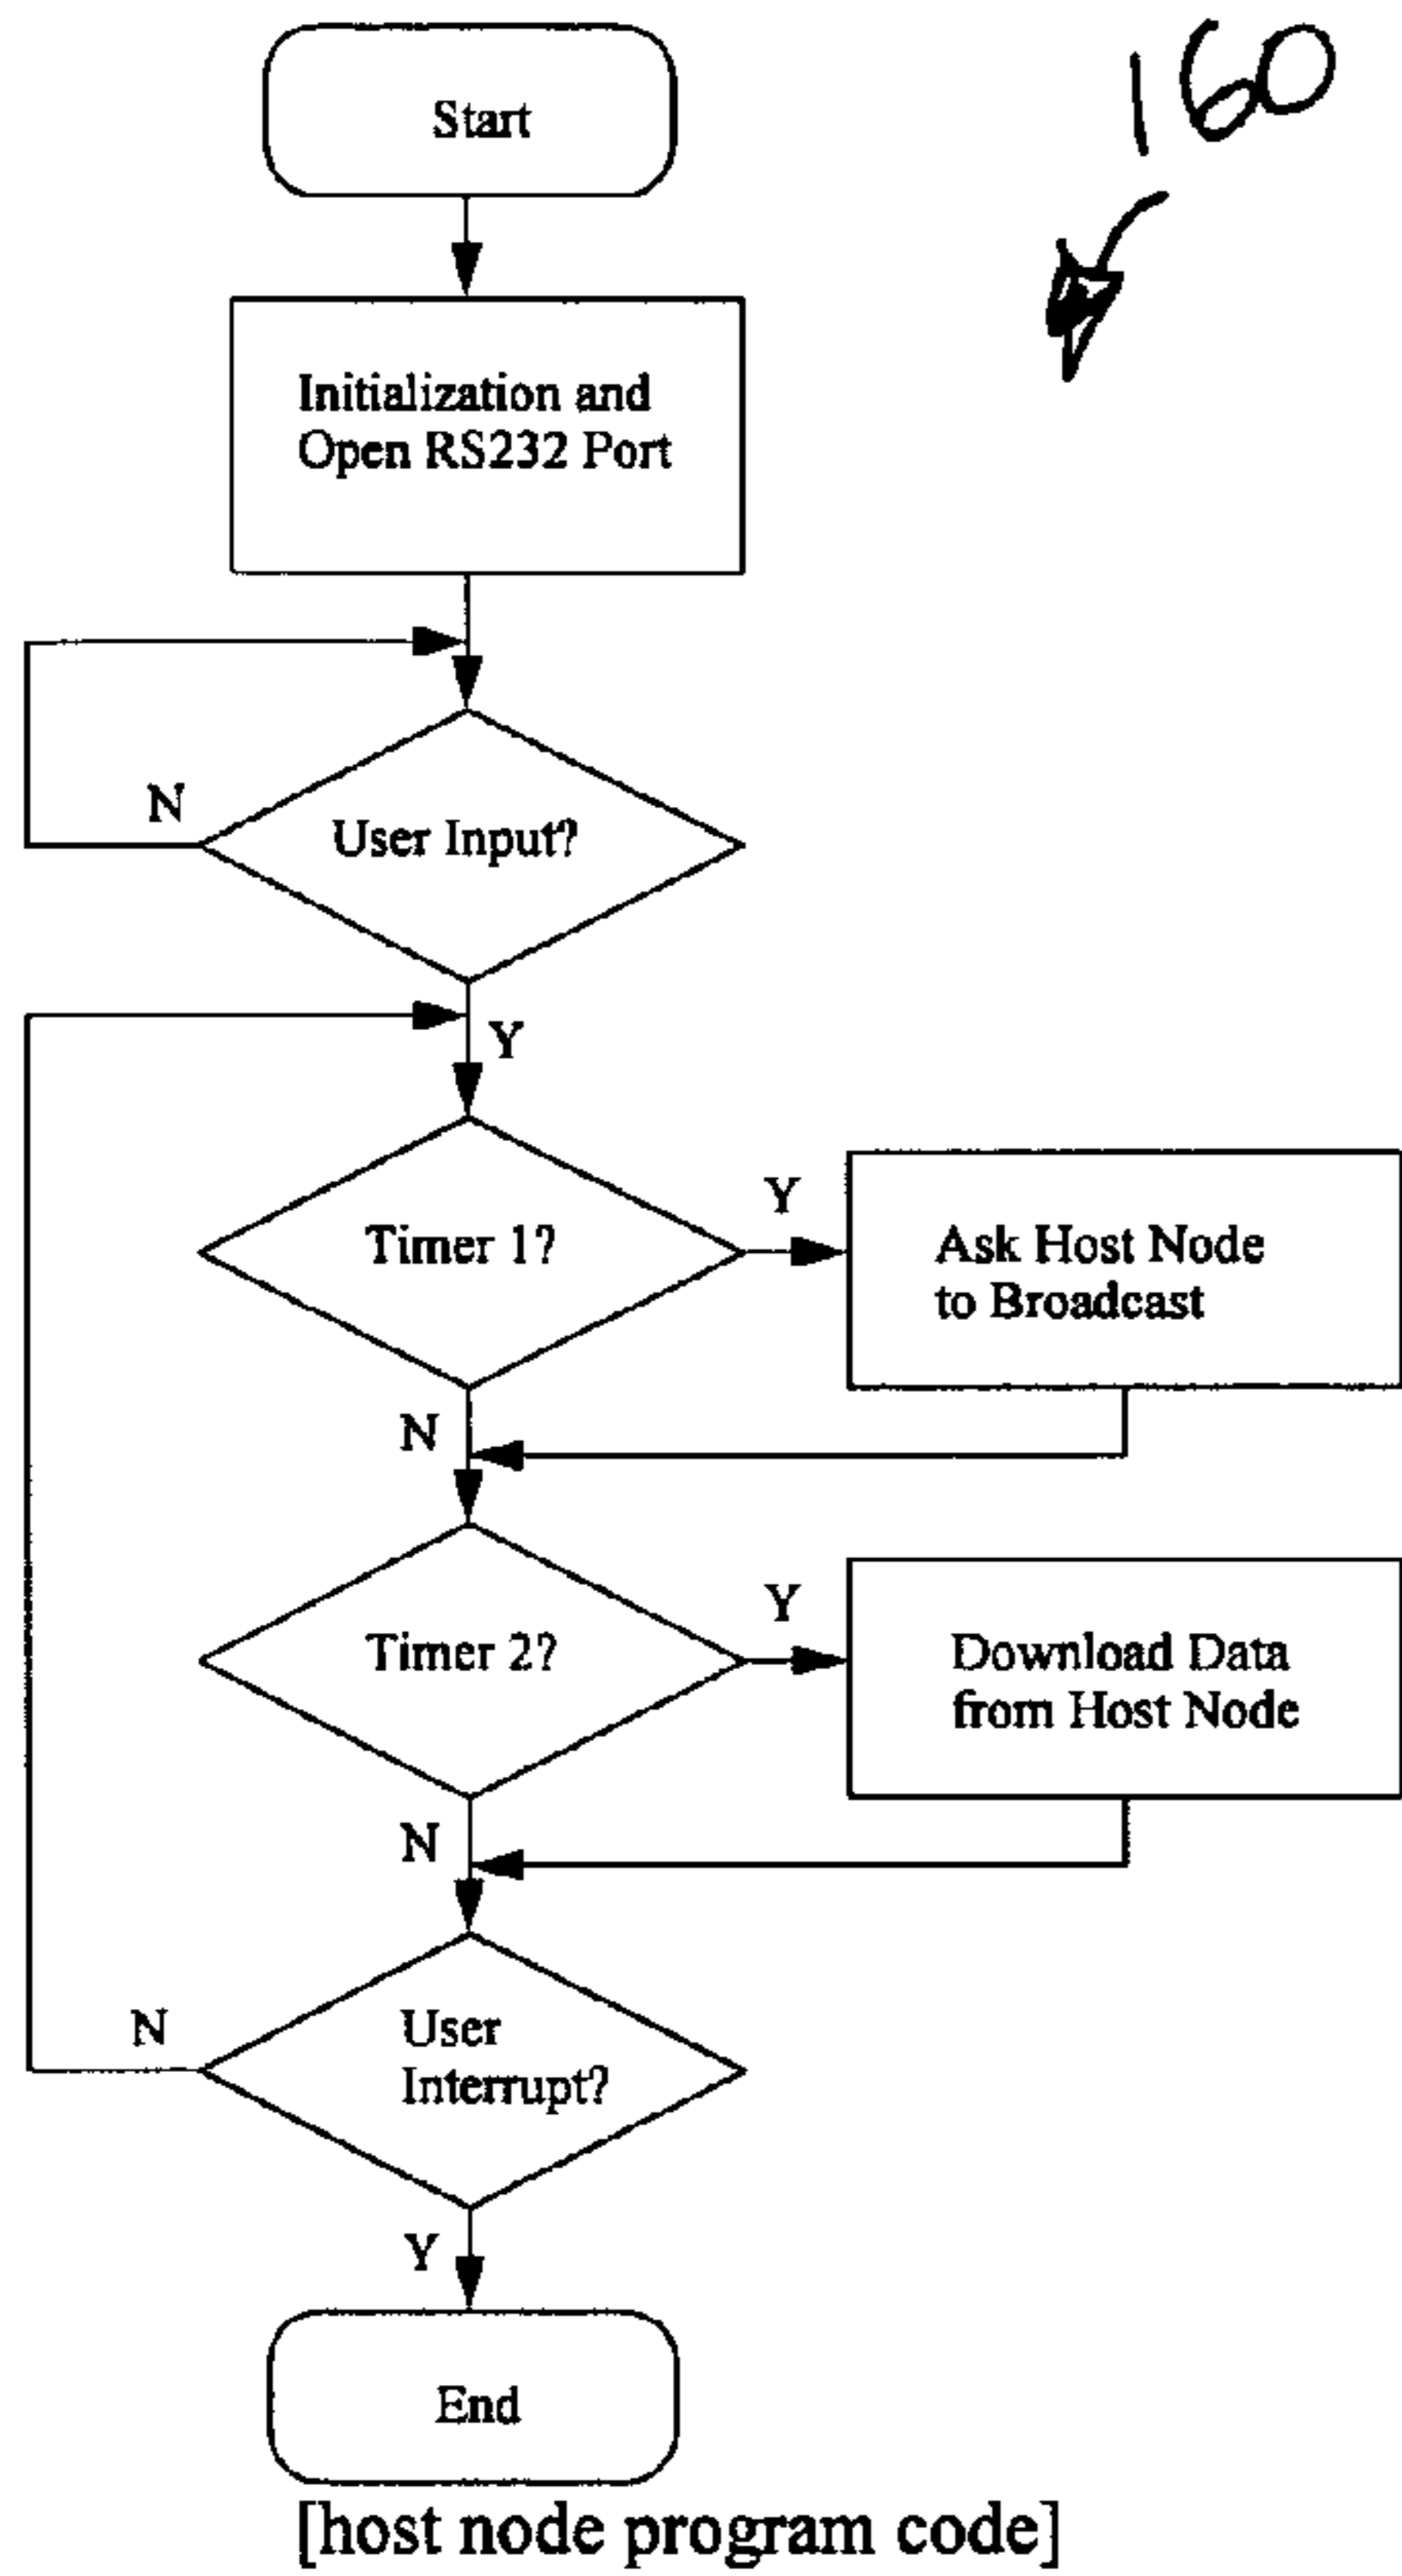 160
Start
Initialization and
Open RS232 Port
N
User Input?
Y
Timer 1?
Y
Ask Host Node
to Broadcast
N
Timer 2?
Y
Download Data
from Host Node
N
N
User
Interrupt?
Y
End
[host node program code]